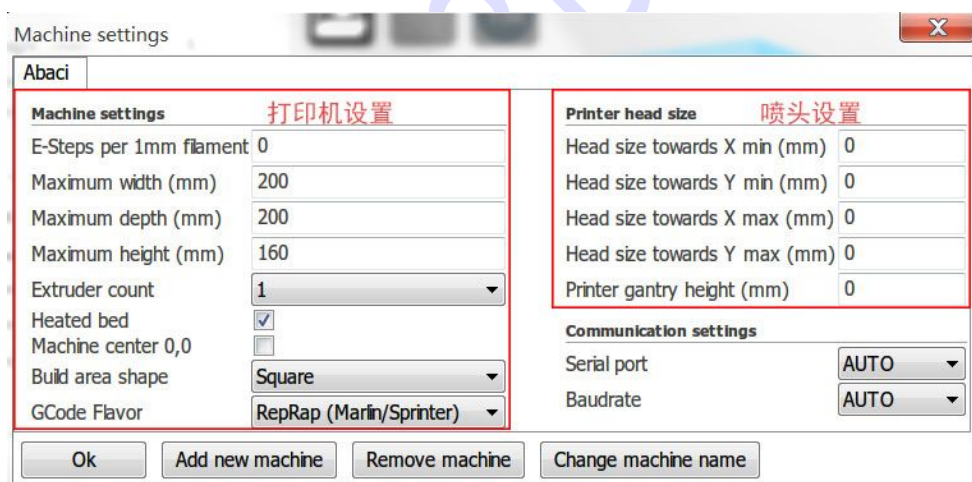 Machine settings
X
Abaci
Machine settings 打印机设置
E-Steps per 1mm filament 0
Maximum width (mm) 200
Maximum depth (mm) 200
Maximum height (mm) 160
Extruder count 1
Heated bed
Machine center 0,0
Build area shape Square
GCode Flavor RepRap (Marlin/Sprinter)
Printer head size 喷头设置
Head size towards X min (mm) 0
Head size towards Y min (mm) 0
Head size towards X max (mm) 0
Head size towards Y max (mm) 0
Printer gantry height (mm) 0
Communication settings
Serial port AUTO
Baudrate AUTO
Ok Add new machine Remove machine Change machine name